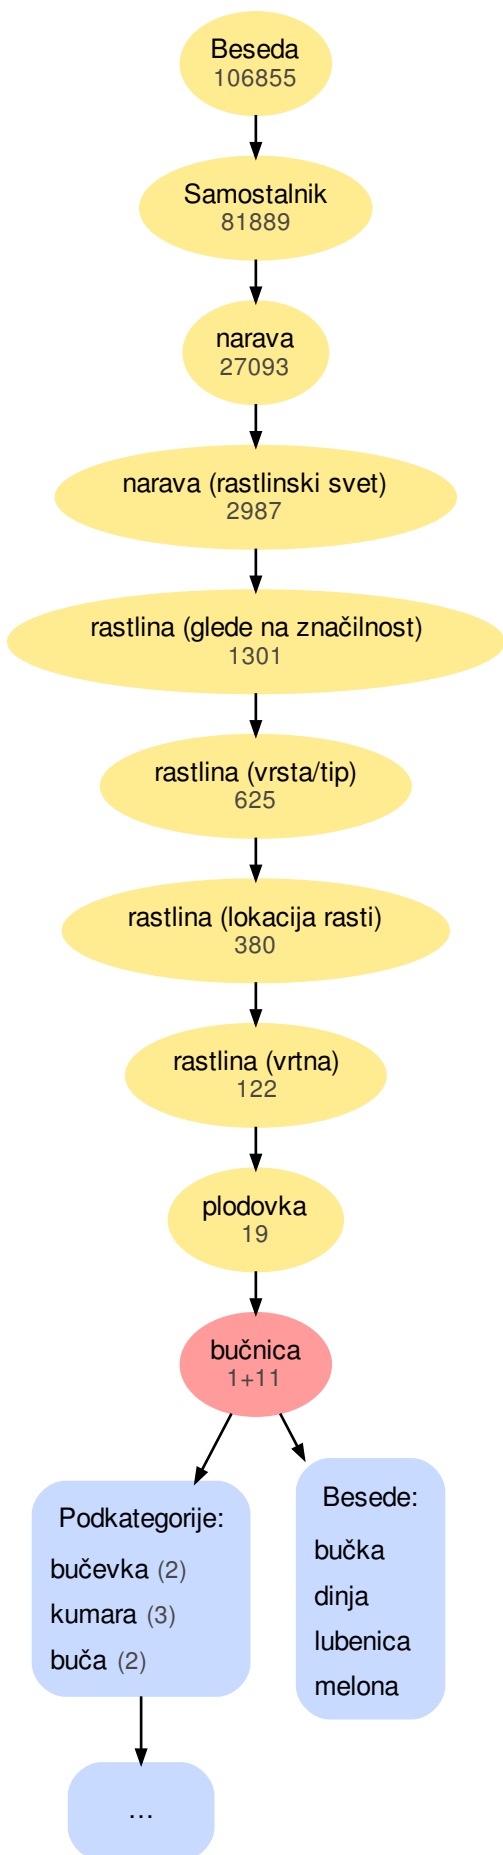 Beseda
106855
Samostalnik
81889
narava
27093
narava (rastlinski svet)
2987
rastlina (glede na značilnost)
1301
rastlina (vrsta/tip)
625
rastlina (lokacija rasti)
380
rastlina (vrtna)
122
plodovka
19
bučnica
1+11
Podkategorije:
bučevka (2)
kumara (3)
buča (2)
Besede:
bučka
dinja
lubenica
melona
…